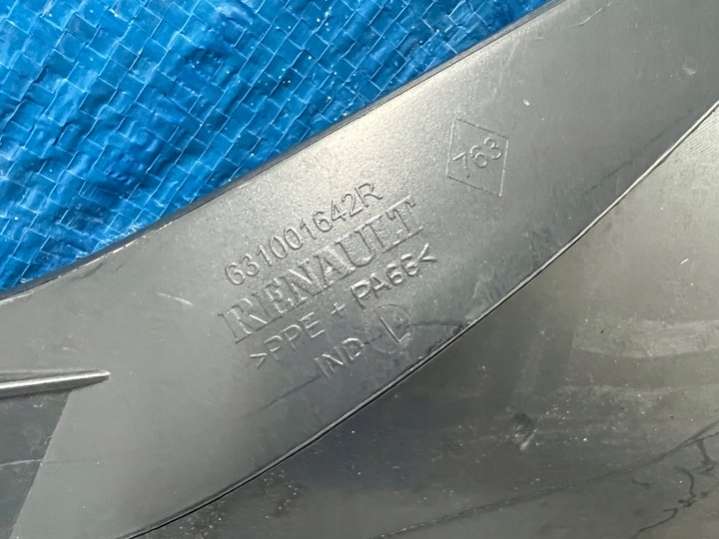 763
631001642R
RENAULT
>PPE + PA66<
IND L